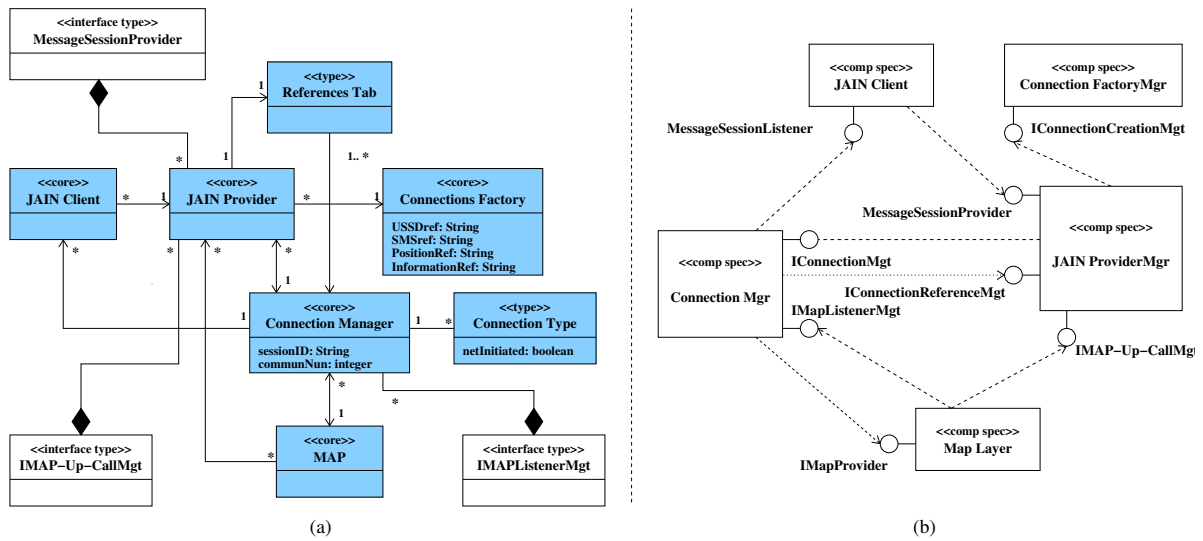 <<interface type>>
MessageSessionProvider
<<type>>
References Tab
1
1
1.. *
*
<<core>>
JAIN Client
*
1
<<core>>
JAIN Provider
*
1
<<core>>
Connections Factory
USSDref: String
SMSref: String
PositionRef: String
InformationRef: String
*
*
*
*
1
<<core>>
Connection Manager
sessionID: String
communNun: integer
1
1
*
<<type>>
Connection Type
netInitiated: boolean
*
*
1
<<interface type>>
IMAP-Up-CallMgt
*
<<core>>
MAP
<<interface type>>
IMAPListenerMgt
(a)
<<comp spec>>
JAIN Client
<<comp spec>>
Connection FactoryMgr
MessageSessionListener
IConnectionCreationMgt
MessageSessionProvider
<<comp spec>>
Connection Mgr
IConnectionMgt
<<comp spec>>
JAIN ProviderMgr
IConnectionReferenceMgt
IMapListenerMgt
IMAP-Up-CallMgt
<<comp spec>>
Map Layer
IMapProvider
(b)